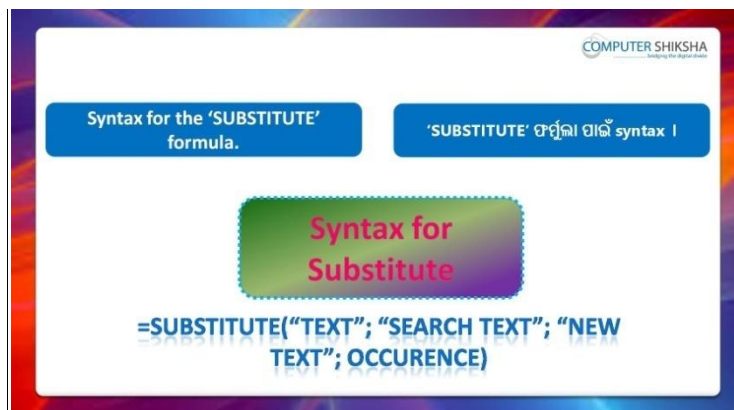 COMPUTER SHIKSHA
bridging the digital divide
Syntax for the ‘SUBSTITUTE’
formula.
‘SUBSTITUTE’ ଫର୍ମୁଲା ପାଇଁ syntax ।
Syntax for
Substitute
=SUBSTITUTE(“TEXT”; “SEARCH TEXT”; “NEW
TEXT”; OCCURENCE)